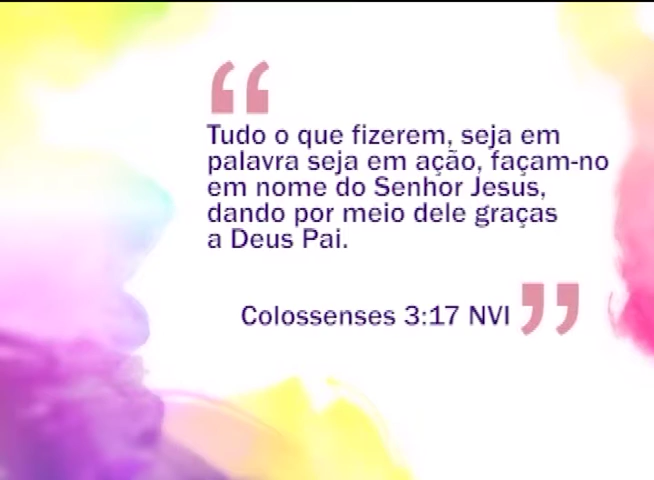 “
Tudo o que fizerem, seja em
palavra seja em ação, façam-no
em nome do Senhor Jesus,
dando por meio dele graças
a Deus Pai.
Colossenses 3:17 NVI ”